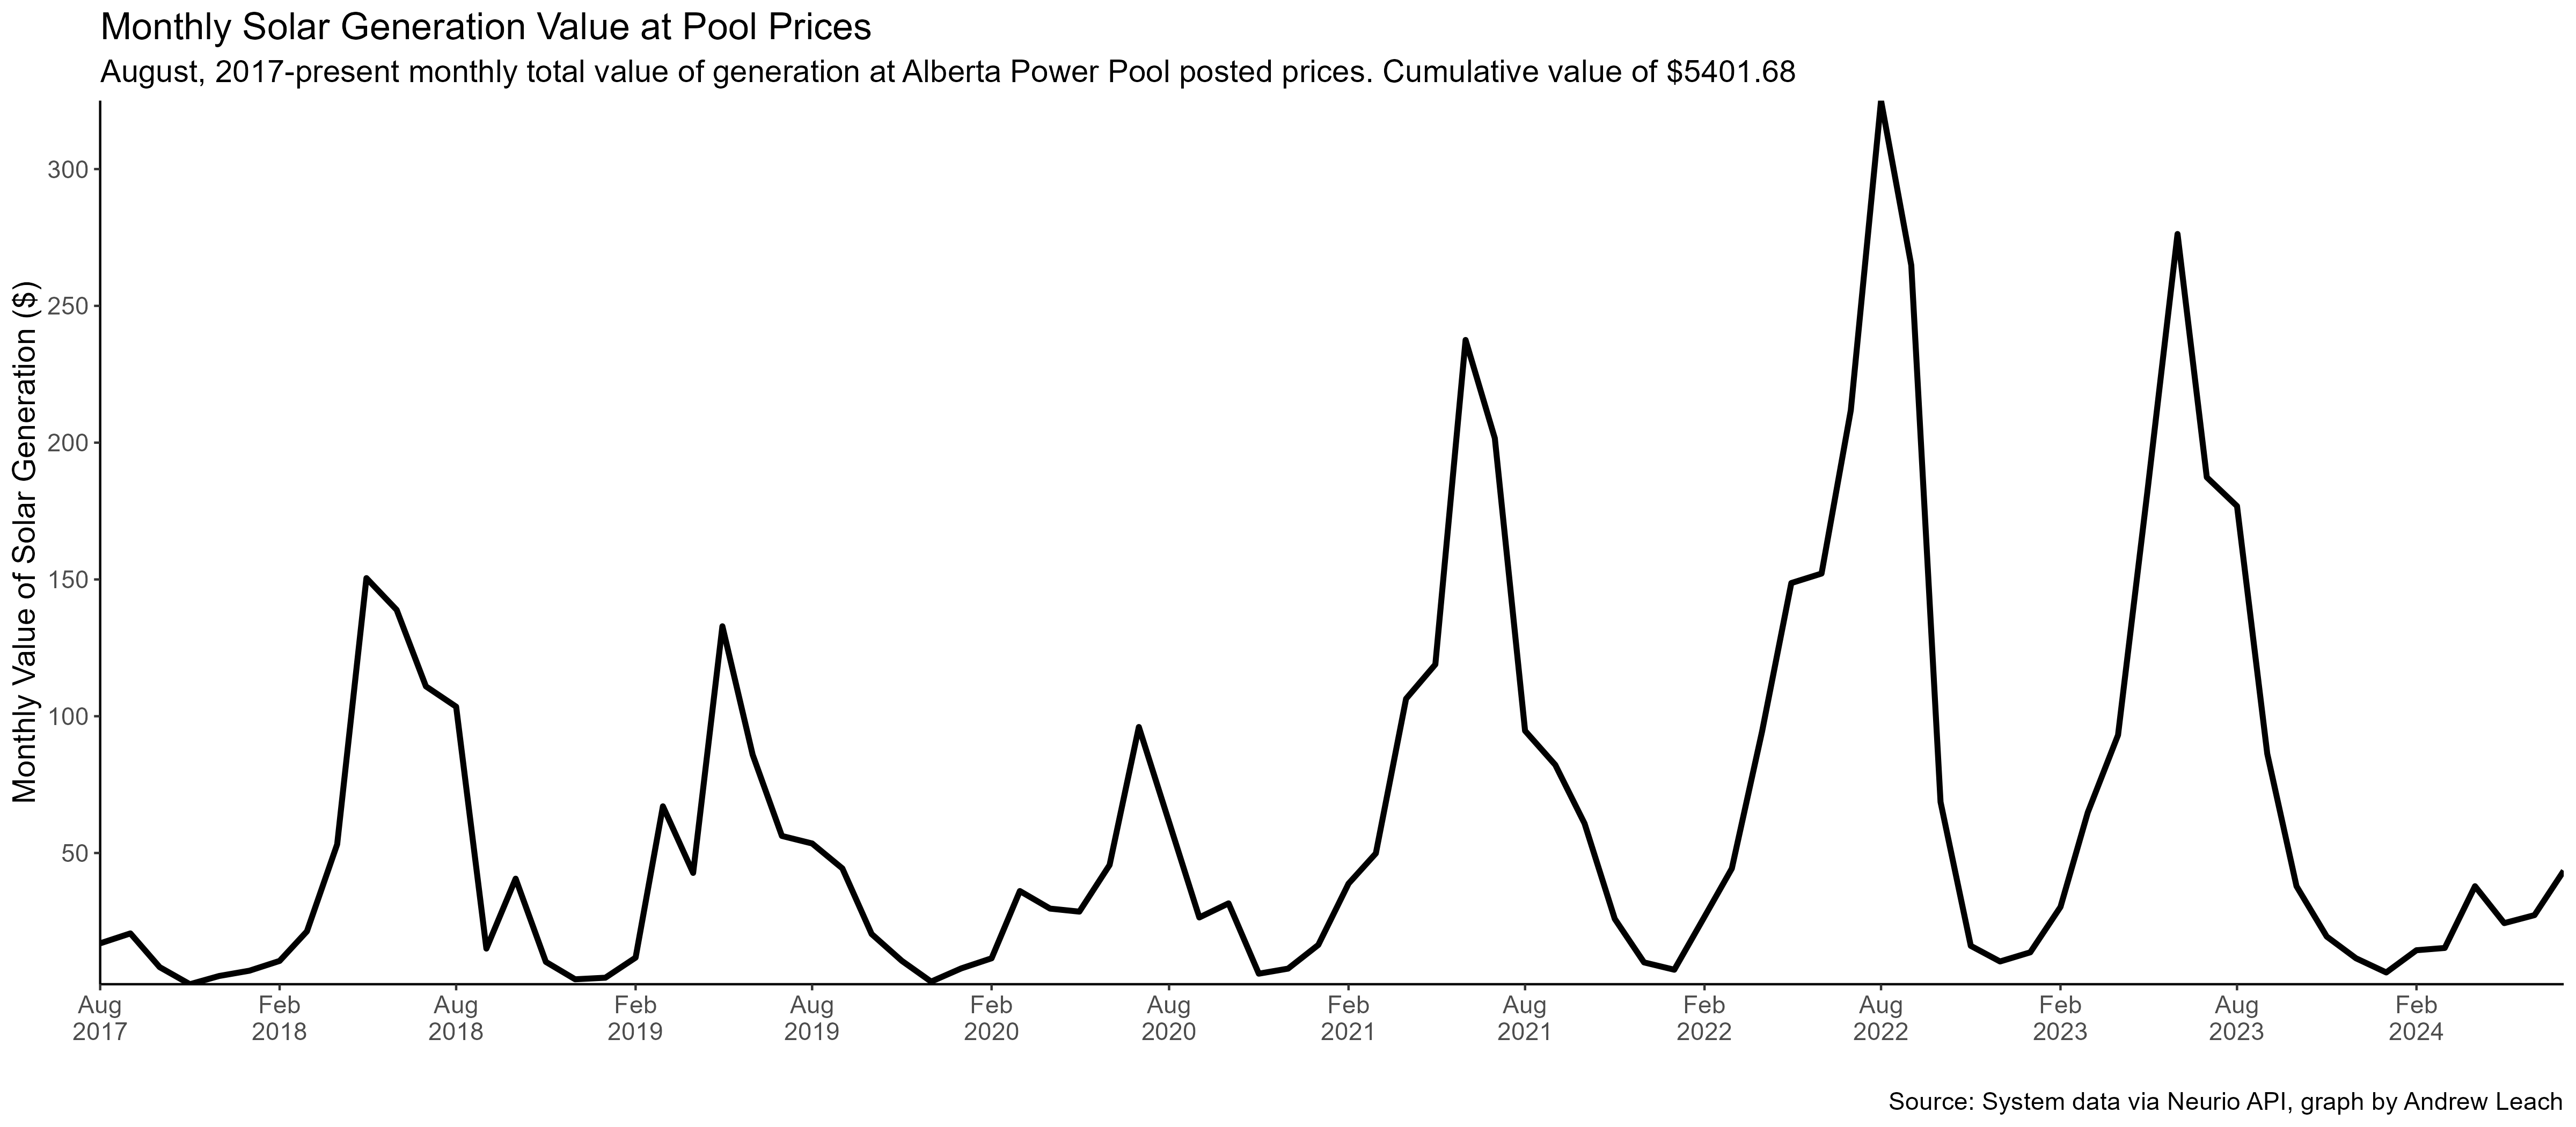 Monthly Solar Generation Value at Pool Prices
August, 2017-present monthly total value of generation at Alberta Power Pool posted prices. Cumulative value of $5401.68
Monthly Value of Solar Generation ($)
300
250
200
150
100
50
Aug 2017
Feb 2018
Aug 2018
Feb 2019
Aug 2019
Feb 2020
Aug 2020
Feb 2021
Aug 2021
Feb 2022
Aug 2022
Feb 2023
Aug 2023
Feb 2024
Source: System data via Neurio API, graph by Andrew Leach